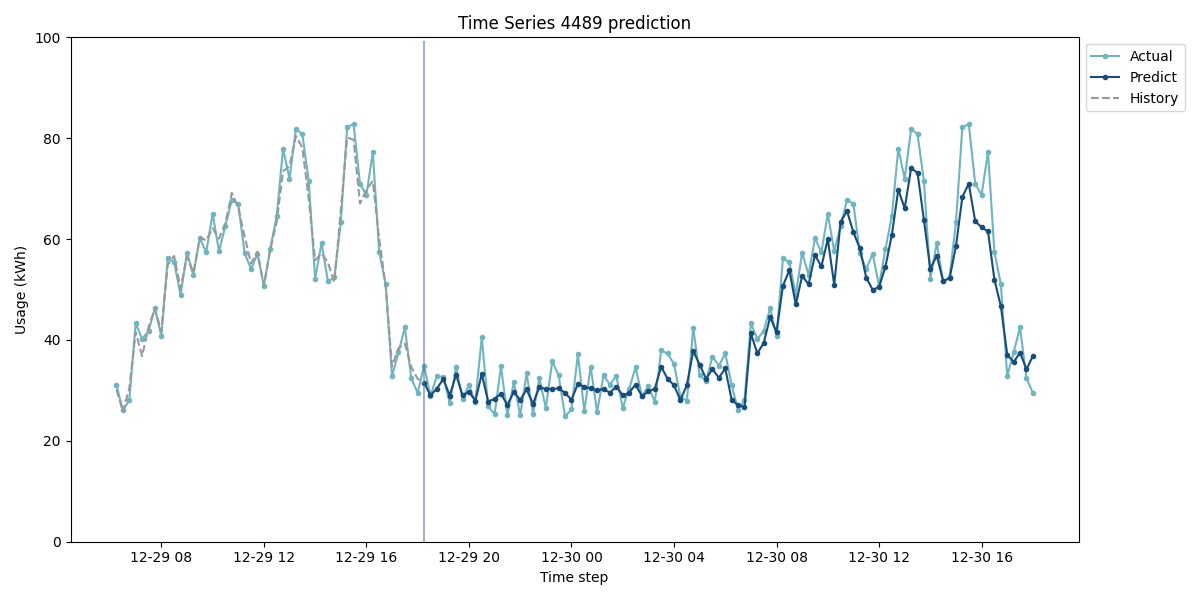 Time Series 4489 prediction
100
80
60
40
20
0
Usage (kWh)
12-29 08
12-29 12
12-29 16
12-29 20
12-30 00
12-30 04
12-30 08
12-30 12
12-30 16
Time step
Actual
Predict
History